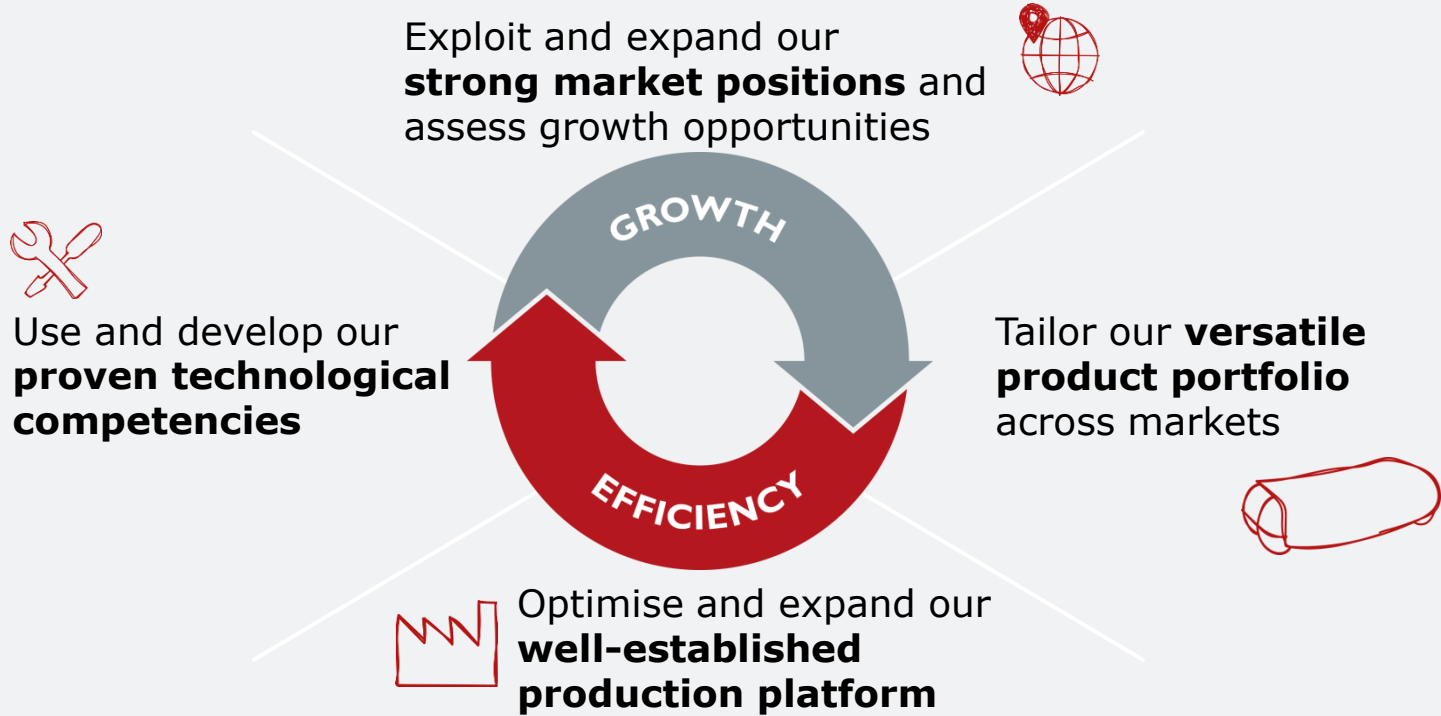 Exploit and expand our
strong market positions and
assess growth opportunities
GROWTH
Use and develop our
proven technological
competencies
Tailor our versatile
product portfolio
across markets
EFFICIENCY
Optimise and expand our
well-established
production platform